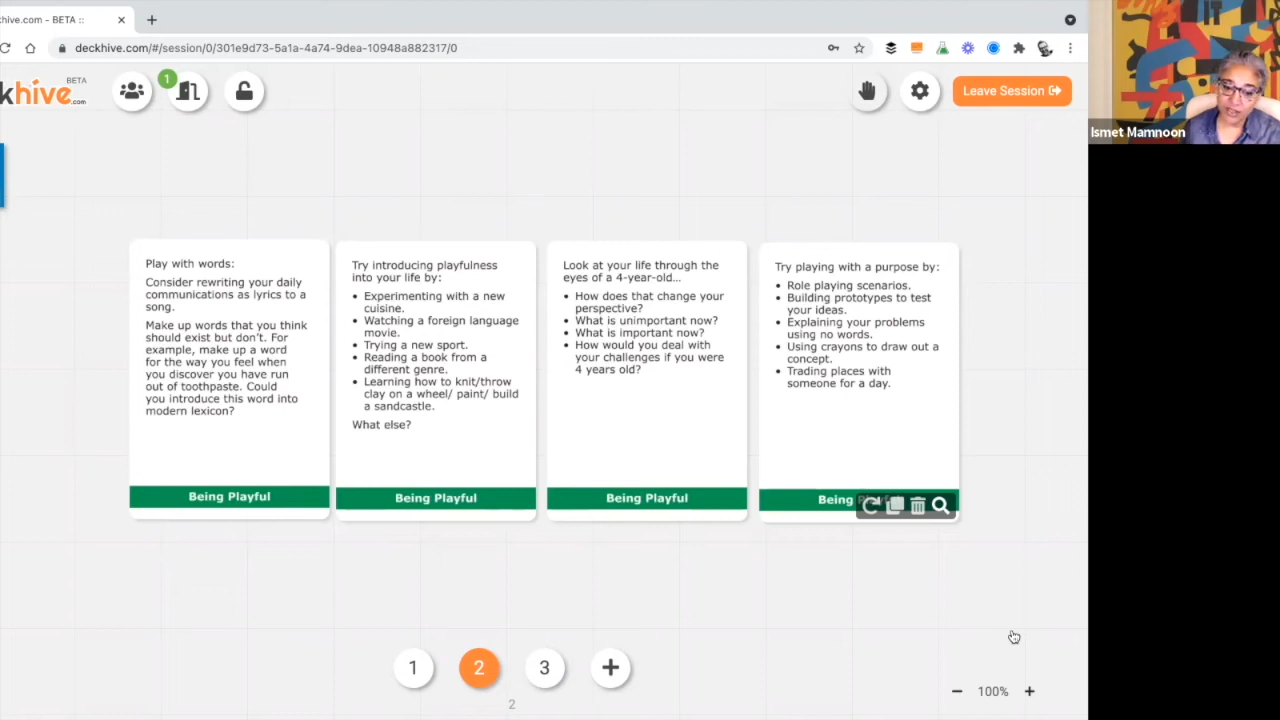 hive.com - BETA ::
deckhive.com/#/session/0/301e9d73-5a1a-4a74-9dea-10948a882317/0
khive.com
BETA
1
Leave Session
Ismet Mamnoon
Play with words:
Consider rewriting your daily
communications as lyrics to a
song.
Make up words that you think
should exist but don't. For
example, make up a word
for the way you feel when
you discover you have run
out of toothpaste. Could
you introduce this word into
modern lexicon?
Being Playful
Try introducing playfulness
into your life by:
• Experimenting with a new
cuisine.
• Watching a foreign language
movie.
• Trying a new sport.
• Reading a book from a
different genre.
• Learning how to knit/throw
clay on a wheel/ paint/ build
a sandcastle.
What else?
Being Playful
Look at your life through the
eyes of a 4-year-old...
• How does that change your
perspective?
• What is unimportant now?
• What is important now?
• How would you deal with
your challenges if you were
4 years old?
Being Playful
Try playing with a purpose by:
• Role playing scenarios.
• Building prototypes to test
your ideas.
• Explaining your problems
using no words.
• Using crayons to draw out a
concept.
• Trading places with
someone for a day.
Being
1 2 3 +
2
− 100% +